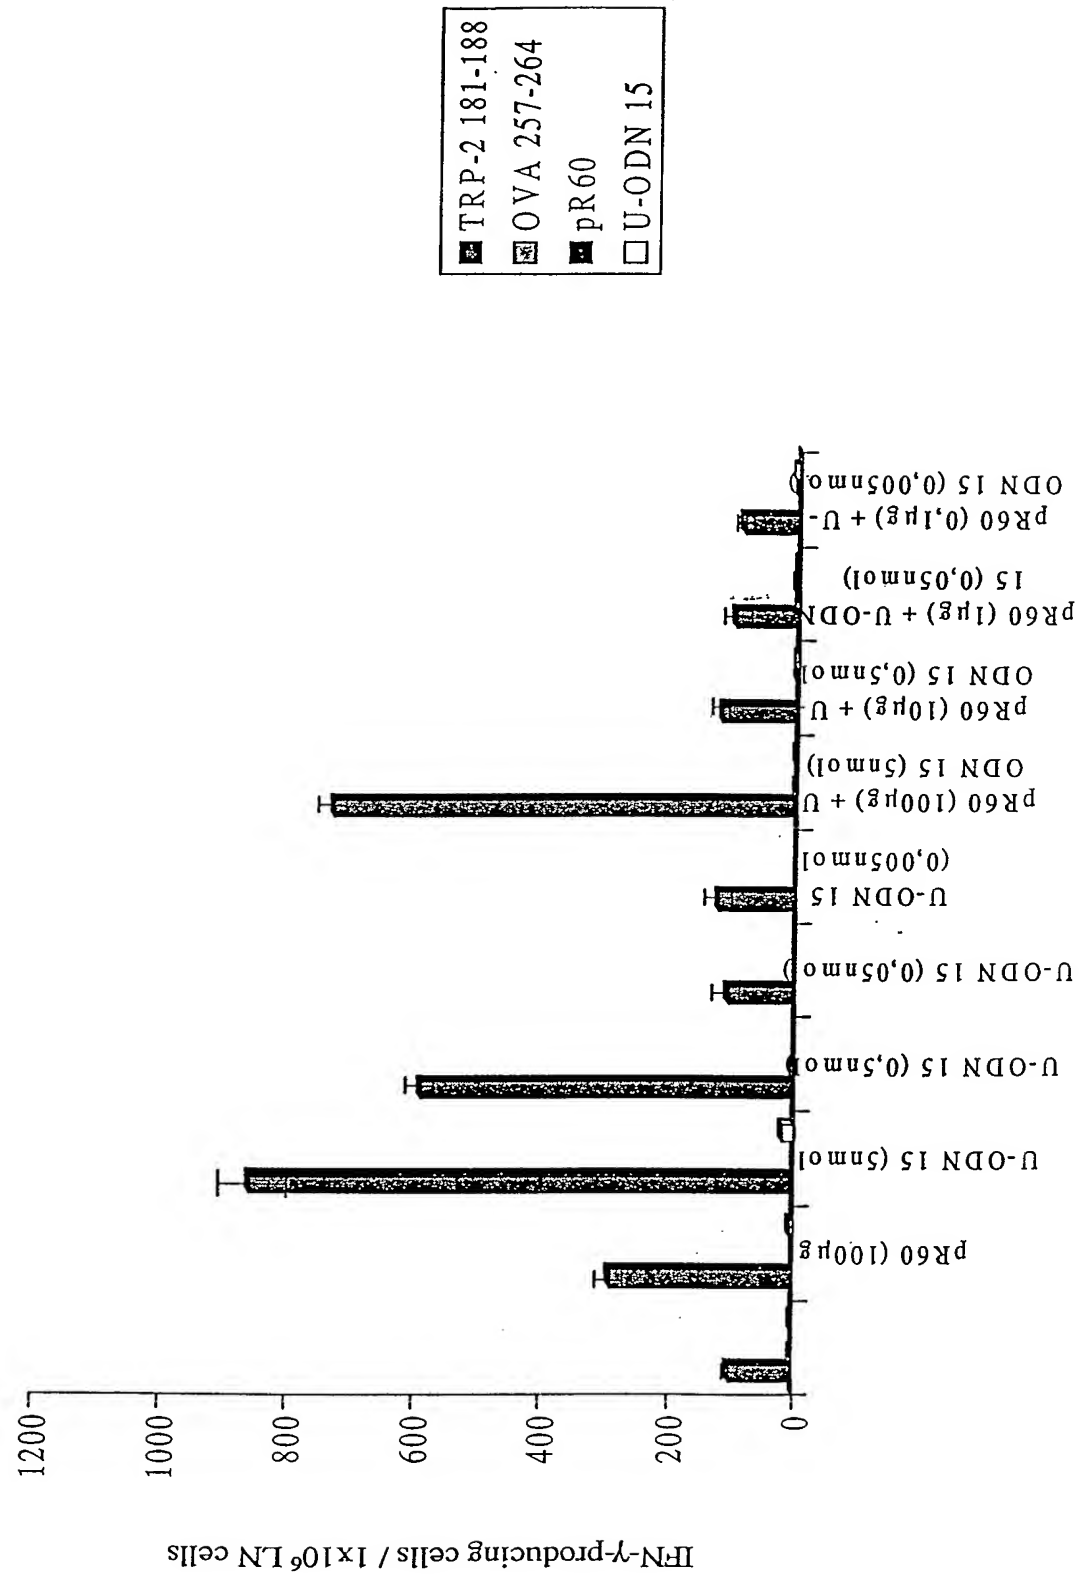 IFN-γ-producing cells / 1x10⁶ LN cells
1200
1000
800
600
400
200
0
pR60 (100μg
U-ODN 15 (5nmol
U-ODN 15 (0,5nmol
U-ODN 15 (0,05nmo
U-ODN 15
(0,005nmol
pR60 (100μg) + U
ODN 15 (5nmol)
pR60 (10μg) + U
ODN 15 (0,5nmol
pR60 (1μg) + U-ODN
15 (0,05nmol)
pR60 (0,1μg) + U-
ODN 15 (0,005nmo
TRP-2 181-188
OVA 257-264
pR60
U-ODN 15